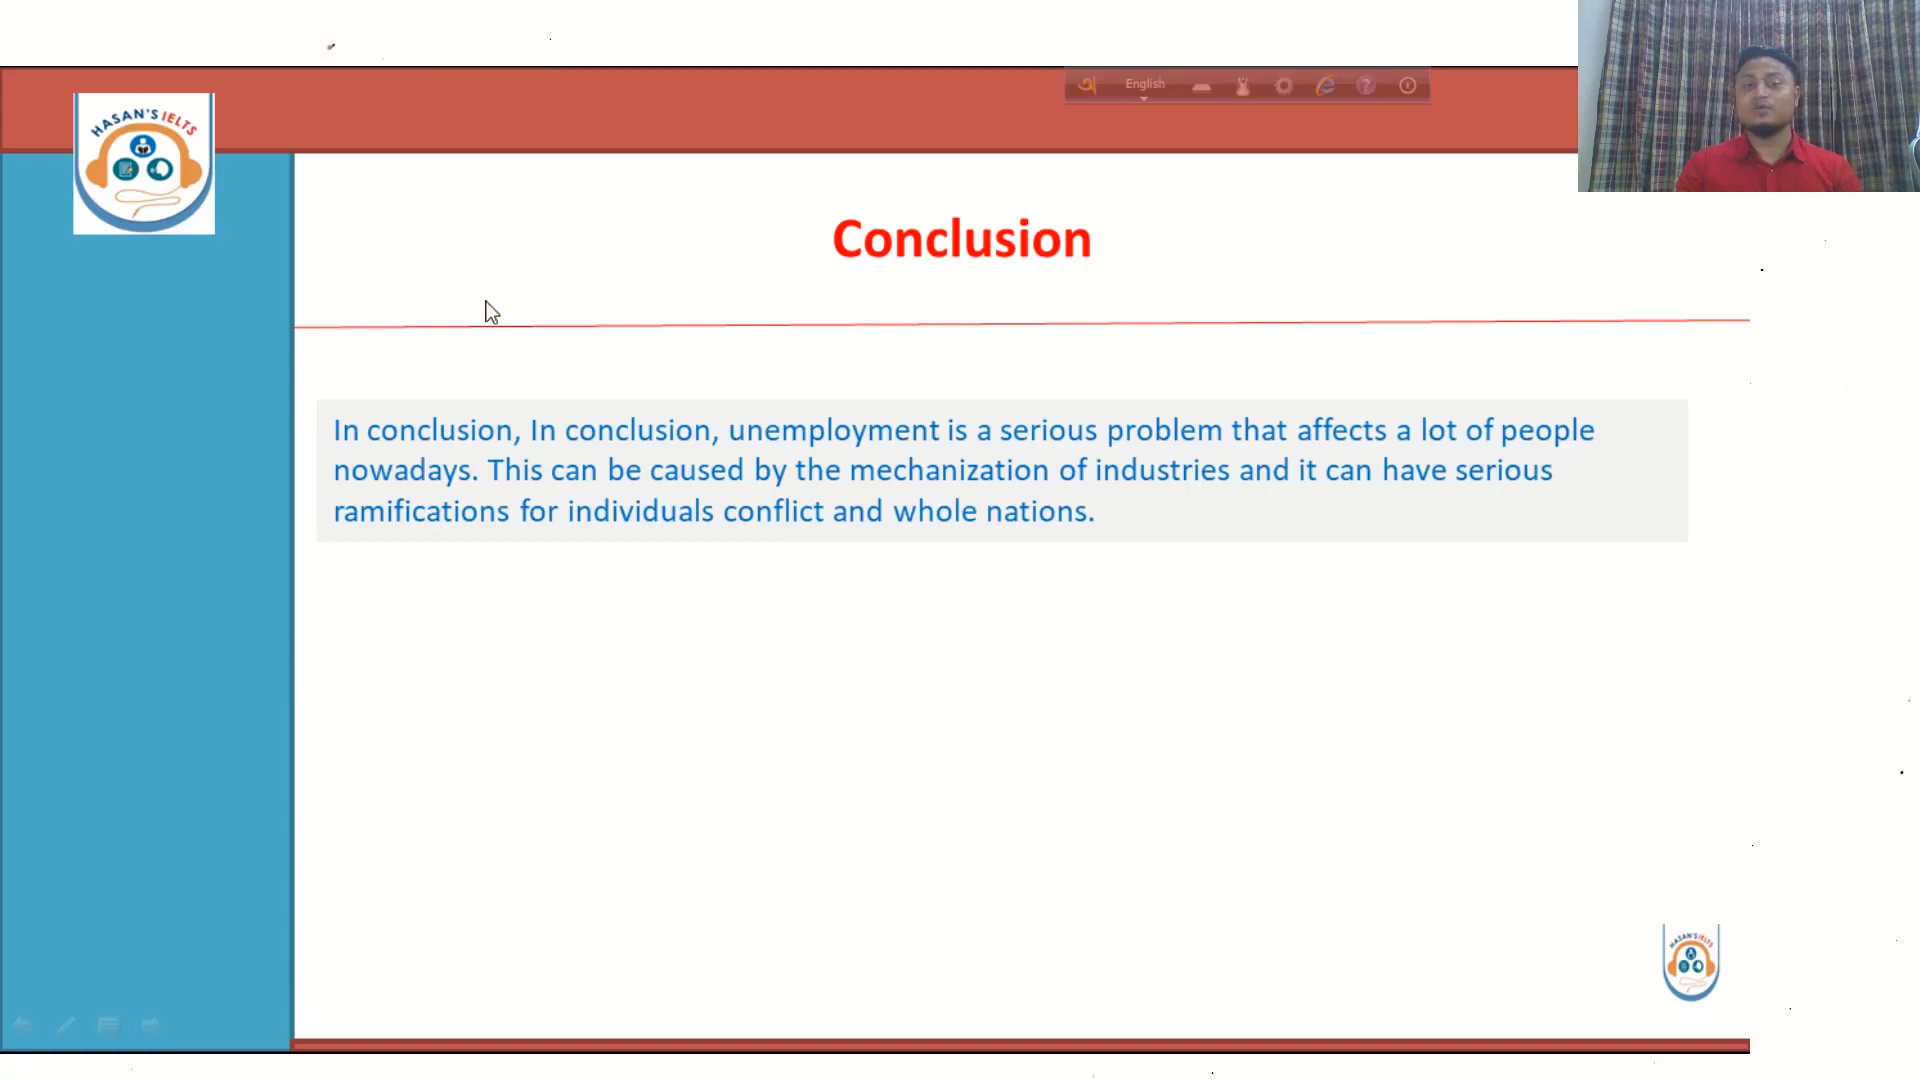 English
HASAN'S IELTS
Conclusion
In conclusion, In conclusion, unemployment is a serious problem that affects a lot of people
nowadays. This can be caused by the mechanization of industries and it can have serious
ramifications for individuals conflict and whole nations.
HASAN'S IELTS